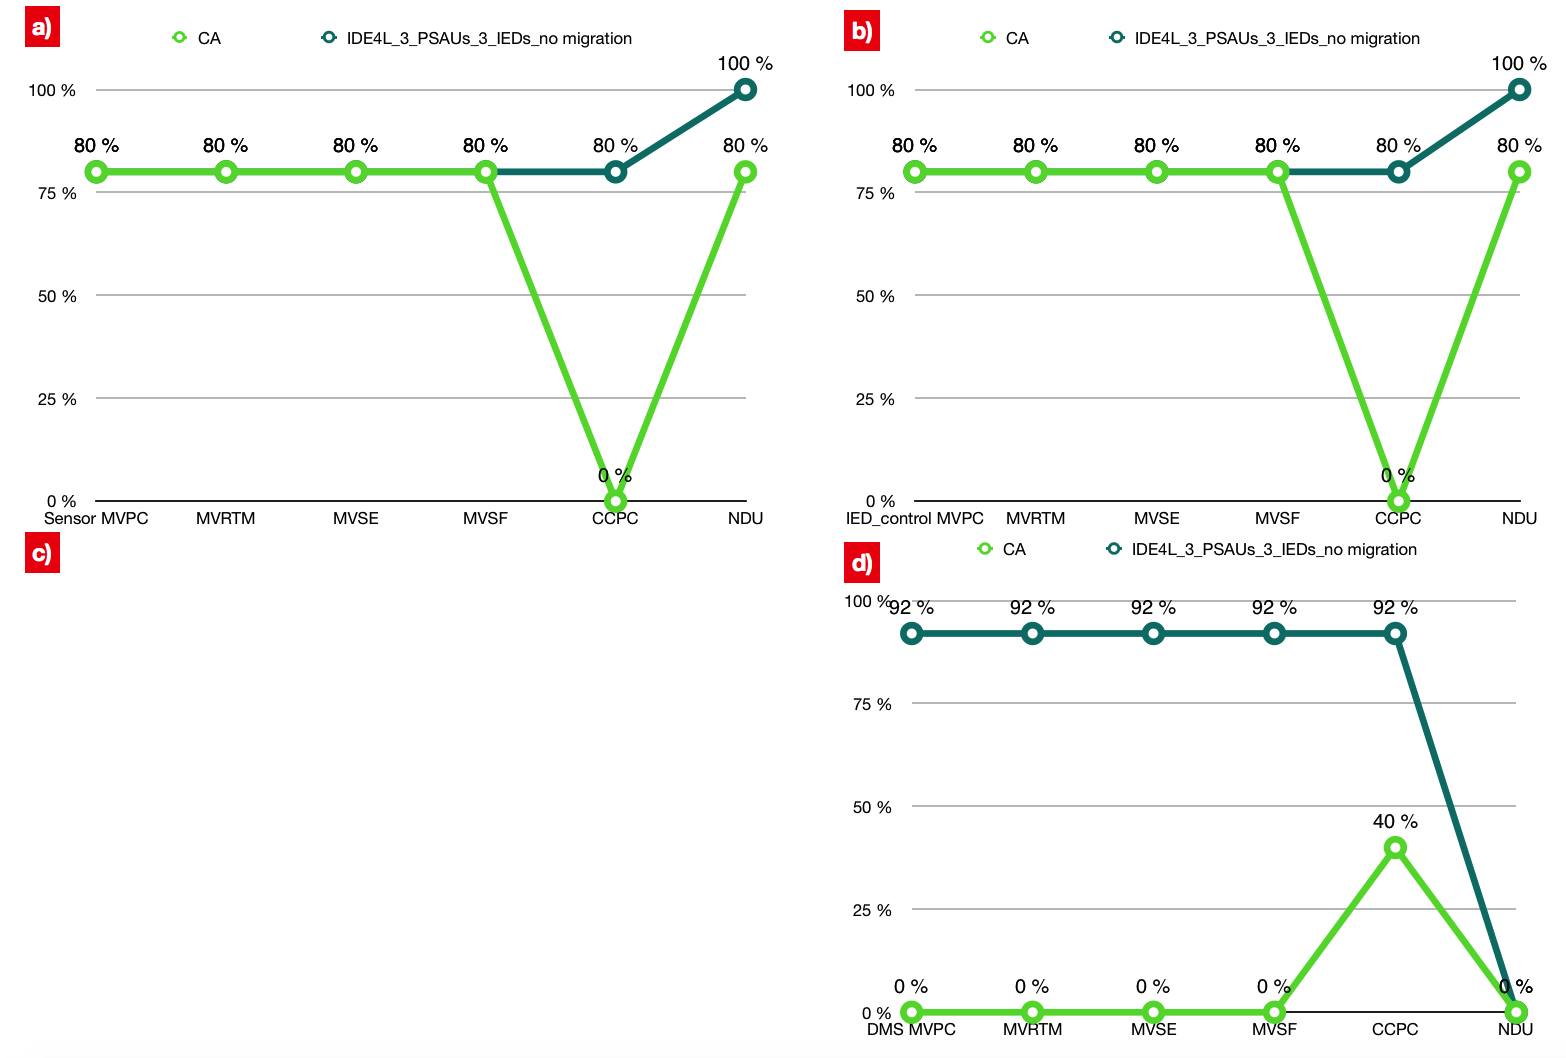 a)
CA IDE4L_3_PSAUs_3_IEDs_no migration
100 %
100 %
80 % 80 % 80 % 80 % 80 % 80 %
75 %
50 %
25 %
0 %
0 %
Sensor MVPC MVRTM MVSE MVSF CCPC NDU
b)
CA IDE4L_3_PSAUs_3_IEDs_no migration
100 %
100 %
80 % 80 % 80 % 80 % 80 % 80 %
75 %
50 %
25 %
0 %
0 %
IED_control MVPC MVRTM MVSE MVSF CCPC NDU
c)
d)
CA IDE4L_3_PSAUs_3_IEDs_no migration
100 %
92 % 92 % 92 % 92 % 92 %
75 %
50 %
40 %
25 %
0 % 0 % 0 % 0 % 0 %
0 %
DMS MVPC MVRTM MVSE MVSF CCPC NDU